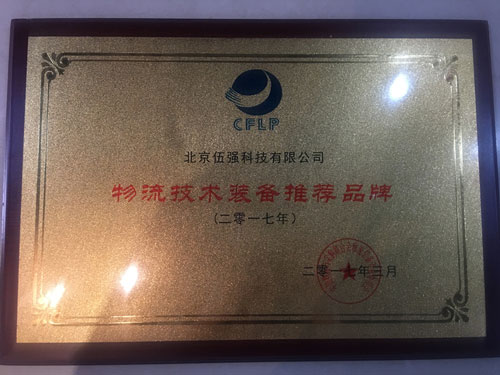 CFLP
北京伍强科技有限公司
物流技术装备推荐品牌
(二零一七年)
二零一七年三月